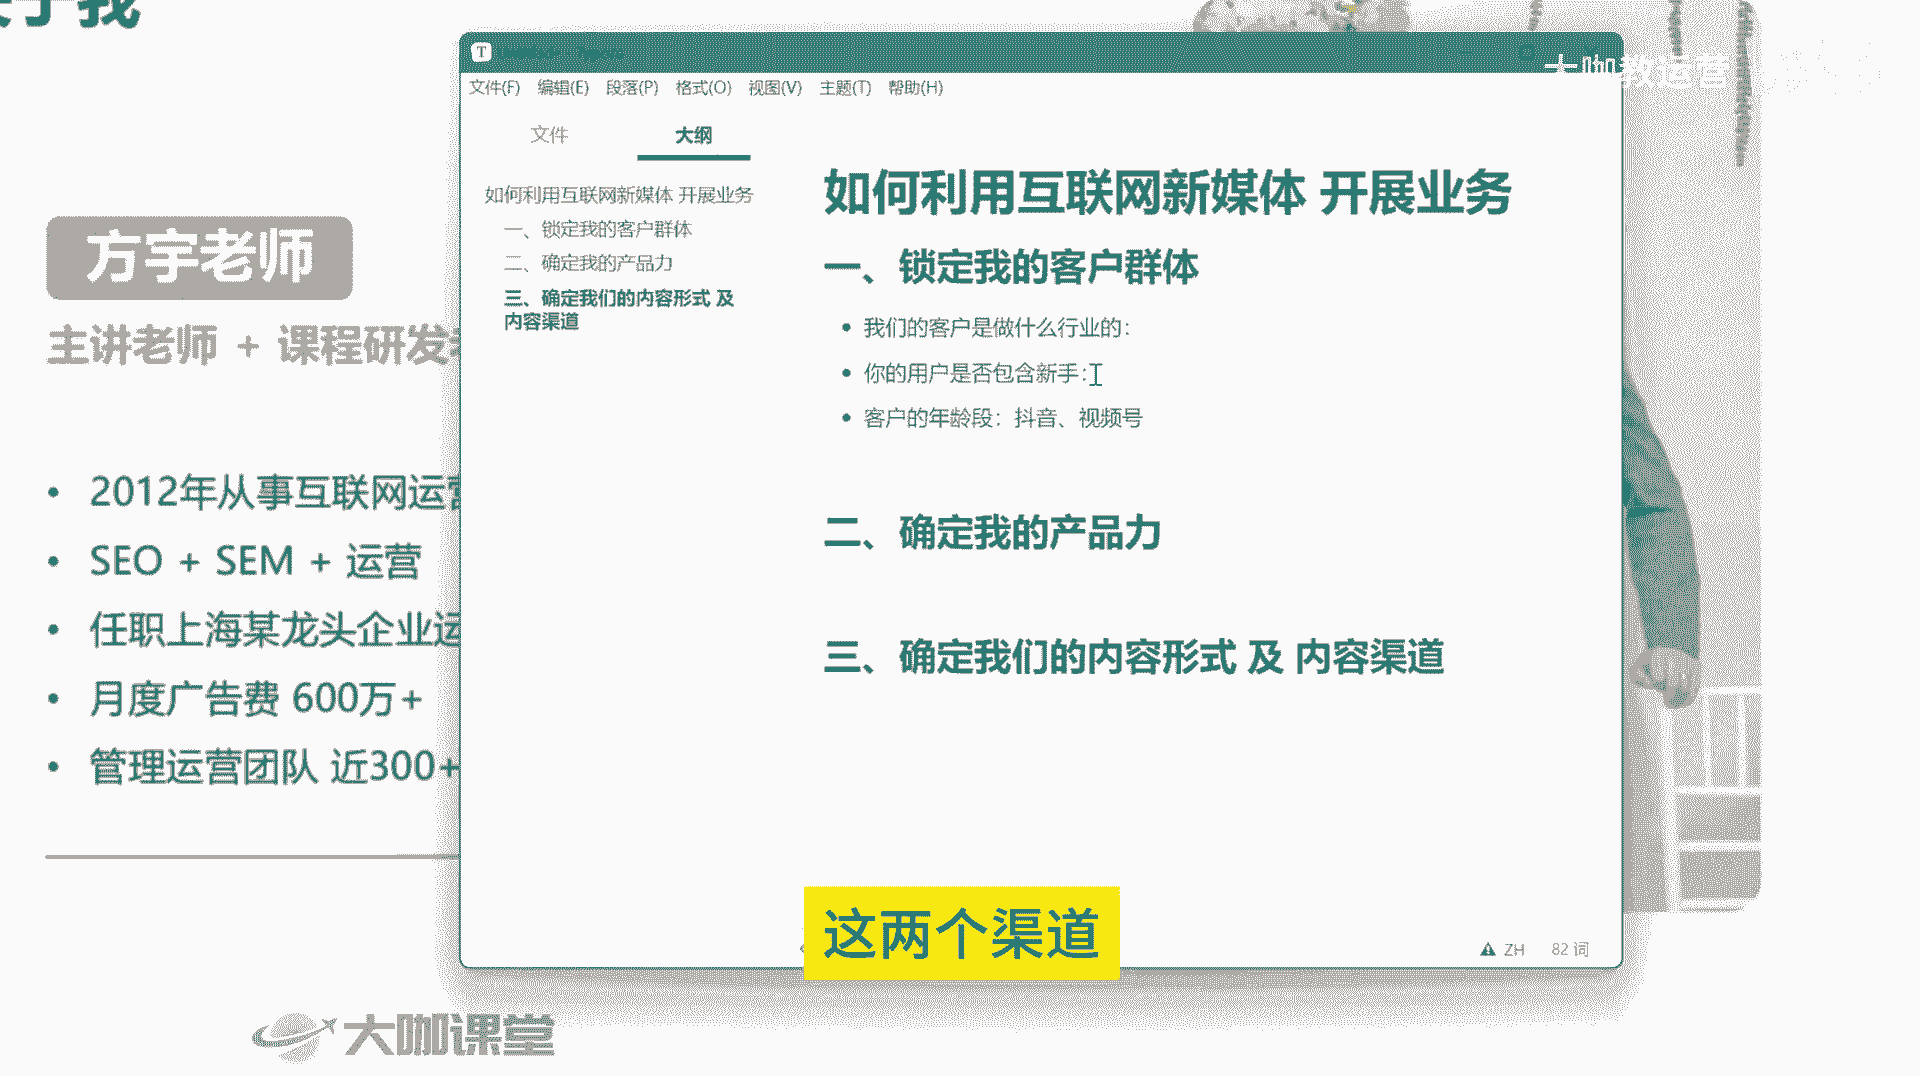 于我
大咖教运营
T
文件(F) 编辑(E) 段落(P) 格式(O) 视图(V) 主题(T) 帮助(H)
文件 大纲
如何利用互联网新媒体 开展业务
一、锁定我的客户群体
二、确定我的产品力
三、确定我们的内容形式 及
内容渠道
如何利用互联网新媒体 开展业务
一、锁定我的客户群体
• 我们的客户是做什么行业的：
• 你的用户是否包含新手：
• 客户的年龄段：抖音、视频号
二、确定我的产品力
三、确定我们的内容形式 及 内容渠道
ZH 82 词
方宇老师
主讲老师 + 课程研发
• 2012年从事互联网运营
• SEO + SEM + 运营
• 任职上海某龙头企业运
• 月度广告费 600万+
• 管理运营团队 近300+
这两个渠道
大咖课堂